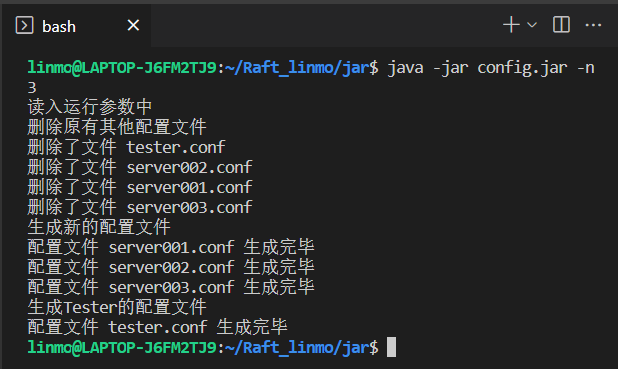 bash
linmo@LAPTOP-J6FM2TJ9:~/Raft_linmo/jar$ java -jar config.jar -n
3
读入运行参数中
删除原有其他配置文件
删除了文件 tester.conf
删除了文件 server002.conf
删除了文件 server001.conf
删除了文件 server003.conf
生成新的配置文件
配置文件 server001.conf 生成完毕
配置文件 server002.conf 生成完毕
配置文件 server003.conf 生成完毕
生成Tester的配置文件
配置文件 tester.conf 生成完毕
linmo@LAPTOP-J6FM2TJ9:~/Raft_linmo/jar$